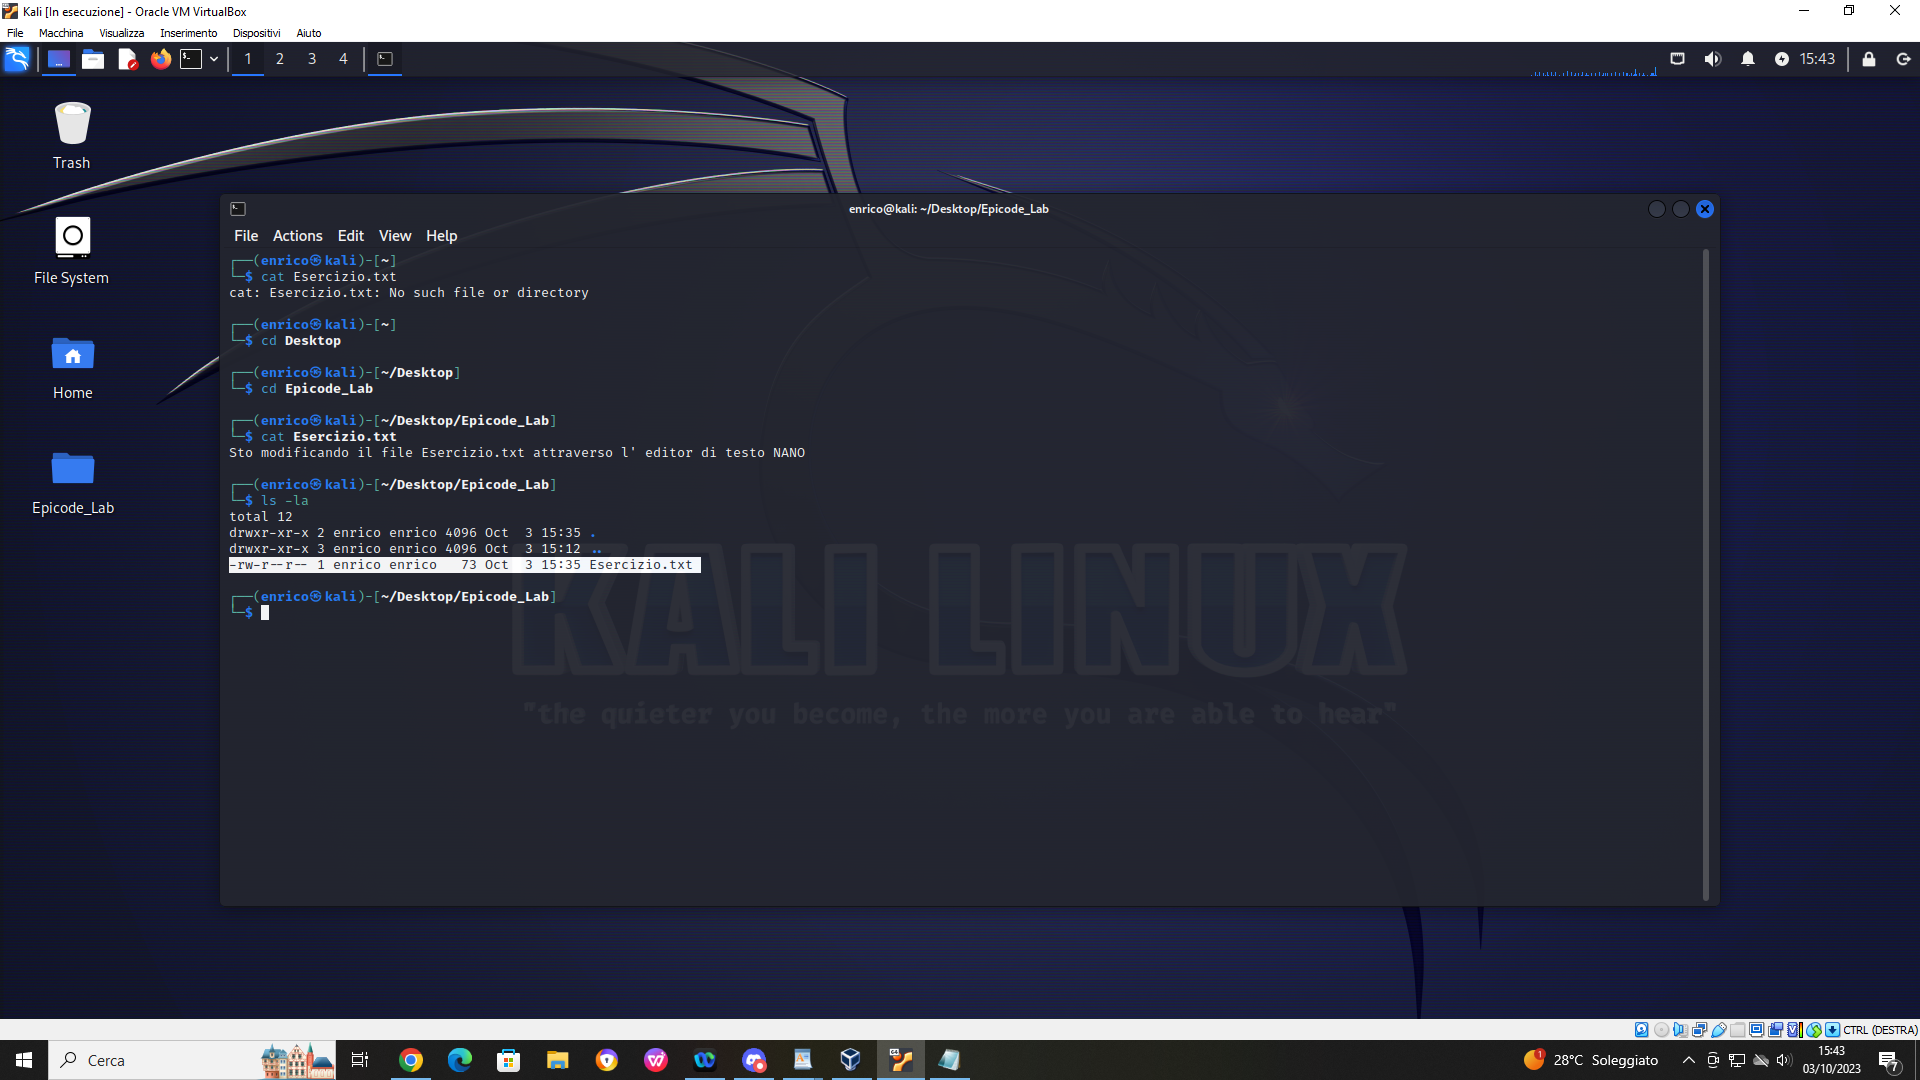 Kali [In esecuzione] - Oracle VM VirtualBox
File Macchina Visualizza Inserimento Dispositivi Aiuto
1 2 3 4 15:43
Trash
File System
Home
Epicode_Lab
enrico@kali: ~/Desktop/Epicode_Lab
File Actions Edit View Help
┌──(enrico㉿kali)-[~]
└─$ cat Esercizio.txt
cat: Esercizio.txt: No such file or directory
┌──(enrico㉿kali)-[~]
└─$ cd Desktop
┌──(enrico㉿kali)-[~/Desktop]
└─$ cd Epicode_Lab
┌──(enrico㉿kali)-[~/Desktop/Epicode_Lab]
└─$ cat Esercizio.txt
Sto modificando il file Esercizio.txt attraverso l' editor di testo NANO
┌──(enrico㉿kali)-[~/Desktop/Epicode_Lab]
└─$ ls -la
total 12
drwxr-xr-x 2 enrico enrico 4096 Oct  3 15:35 .
drwxr-xr-x 3 enrico enrico 4096 Oct  3 15:12 ..
-rw-r--r-- 1 enrico enrico   73 Oct  3 15:35 Esercizio.txt
┌──(enrico㉿kali)-[~/Desktop/Epicode_Lab]
└─$
KALI LINUX
"the quieter you become, the more you are able to hear"
CTRL (DESTRA)
Cerca
1 28°C Soleggiato
15:43
03/10/2023
7